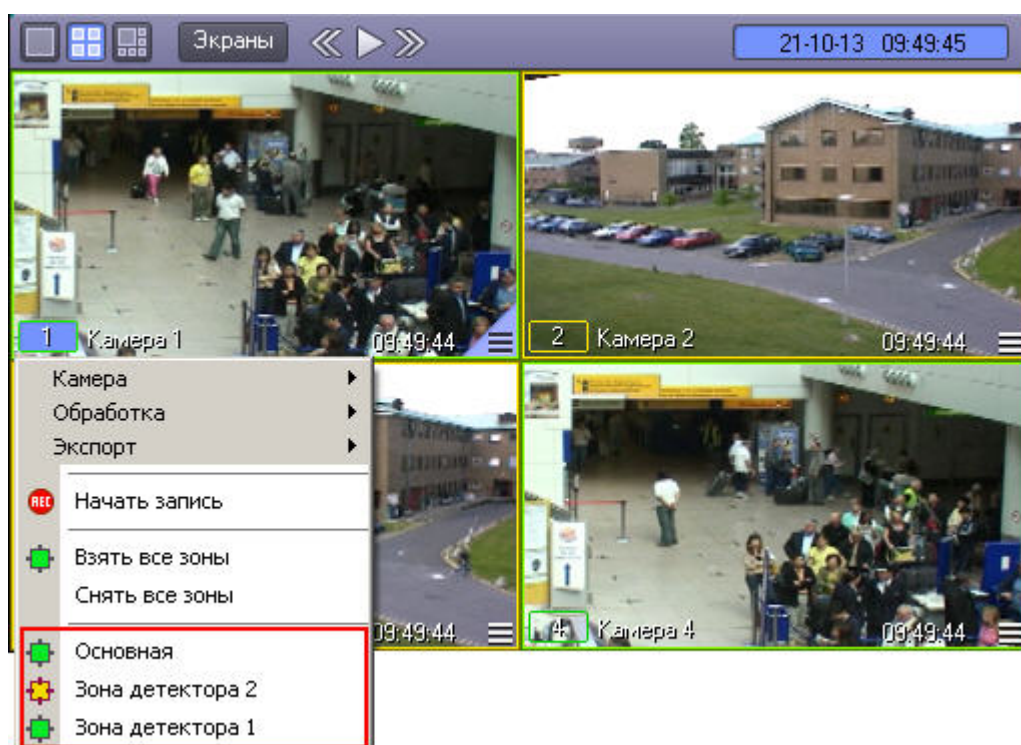 Экраны
21-10-13 09:49:45
1 Камера 1 09:49:44
2 Камера 2 09:49:44
Камера
Обработка
Экспорт
REC Начать запись
Взять все зоны
Снять все зоны
09:49:44
4 Камера 4 09:49:44
Основная
Зона детектора 2
Зона детектора 1